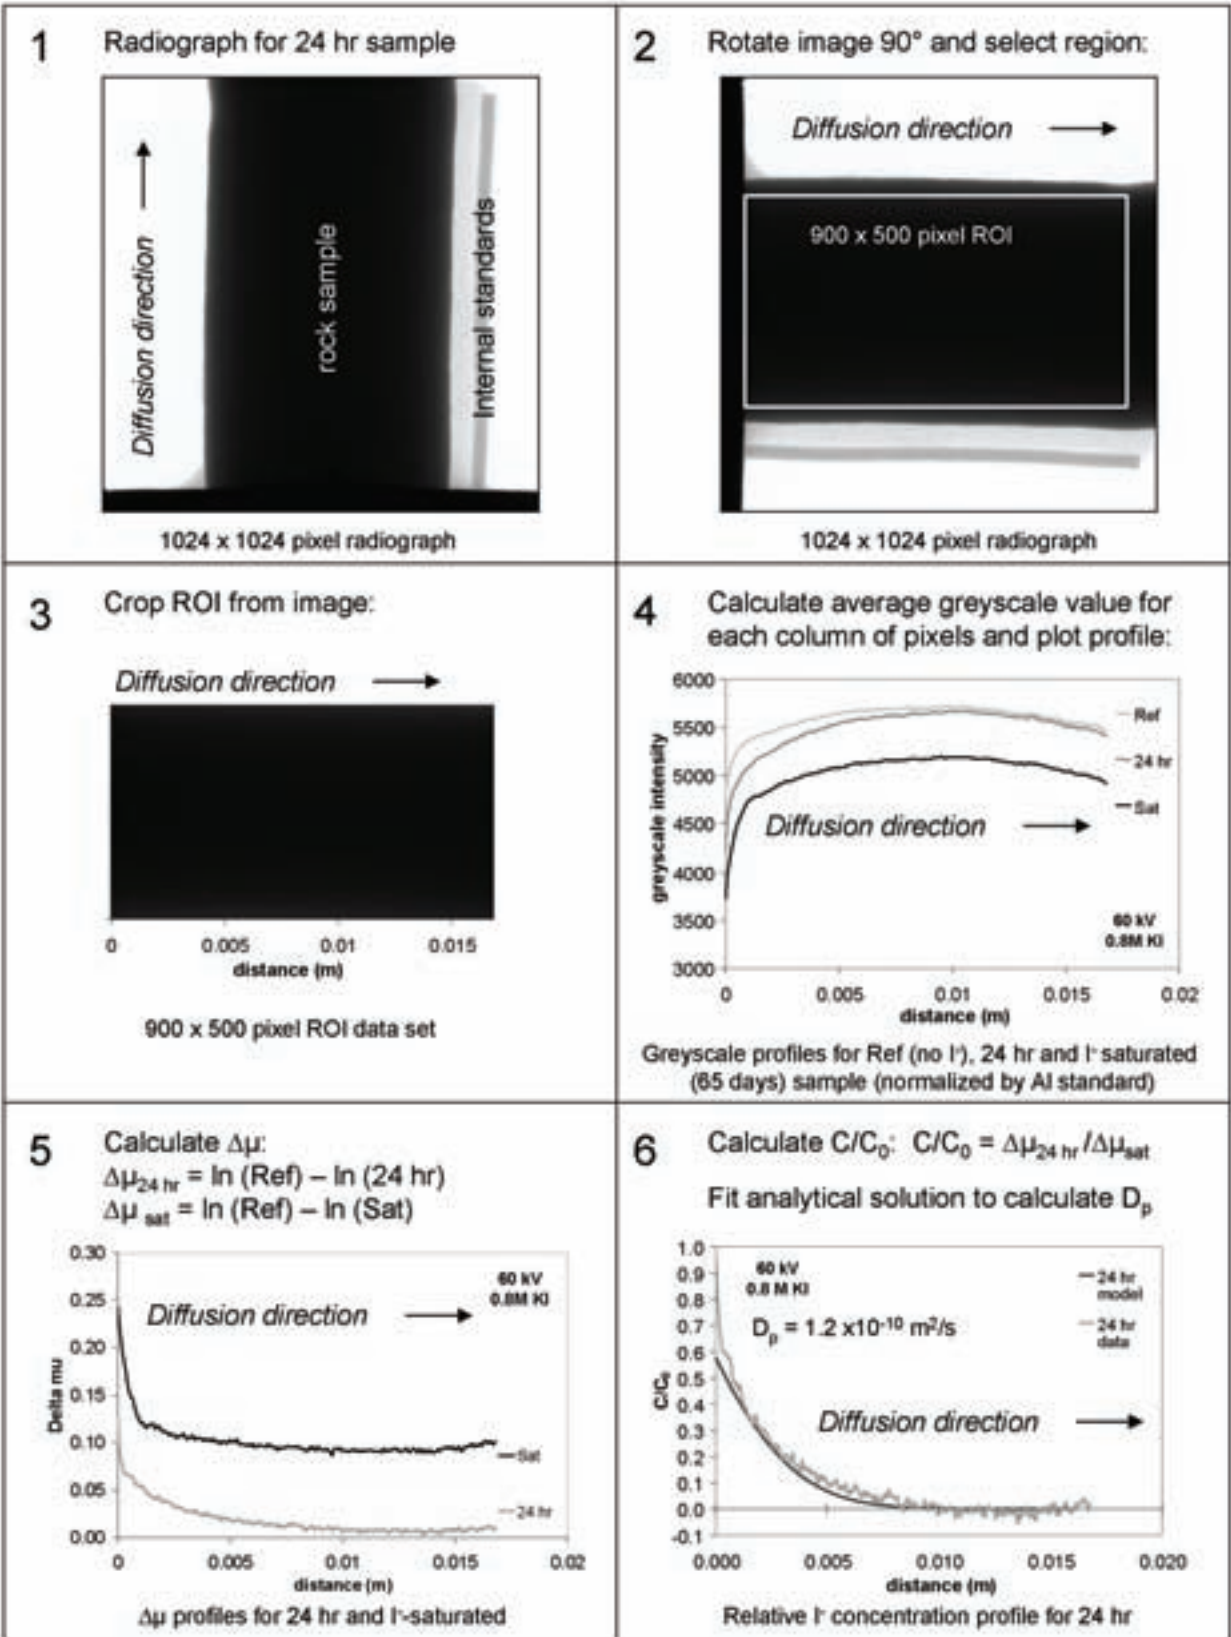 1 Radiograph for 24 hr sample
Diffusion direction
rock sample
Internal standards
1024 x 1024 pixel radiograph
2 Rotate image 90° and select region:
Diffusion direction
900 x 500 pixel ROI
1024 x 1024 pixel radiograph
3 Crop ROI from image:
Diffusion direction
0 0.005 0.01 0.015
distance (m)
900 x 500 pixel ROI data set
4 Calculate average greyscale value for
each column of pixels and plot profile:
6000
5500
5000
4500
4000
3500
3000
greyscale intensity
Ref
24 hr
Sat
Diffusion direction
60 kV
0.8M KI
0 0.005 0.01 0.015 0.02
distance (m)
Greyscale profiles for Ref (no I⁻), 24 hr and I⁻ saturated
(65 days) sample (normalized by Al standard)
5 Calculate Δμ:
Δμ24 hr = ln (Ref) – ln (24 hr)
Δμ sat = ln (Ref) – ln (Sat)
0.30
0.25
0.20
0.15
0.10
0.05
0.00
Delta mu
60 kV
0.8M KI
Diffusion direction
Sat
24 hr
0 0.005 0.01 0.015 0.02
distance (m)
Δμ profiles for 24 hr and I⁻-saturated
6 Calculate C/C0: C/C0 = Δμ24 hr/Δμsat
Fit analytical solution to calculate Dp
1.0
0.9
0.8
0.7
0.6
0.5
0.4
0.3
0.2
0.1
0.0
-0.1
C/C0
60 kV
0.8 M KI
Dp = 1.2 x10-10 m2/s
24 hr
model
24 hr
data
Diffusion direction
0.000 0.005 0.010 0.015 0.020
distance (m)
Relative I⁻ concentration profile for 24 hr